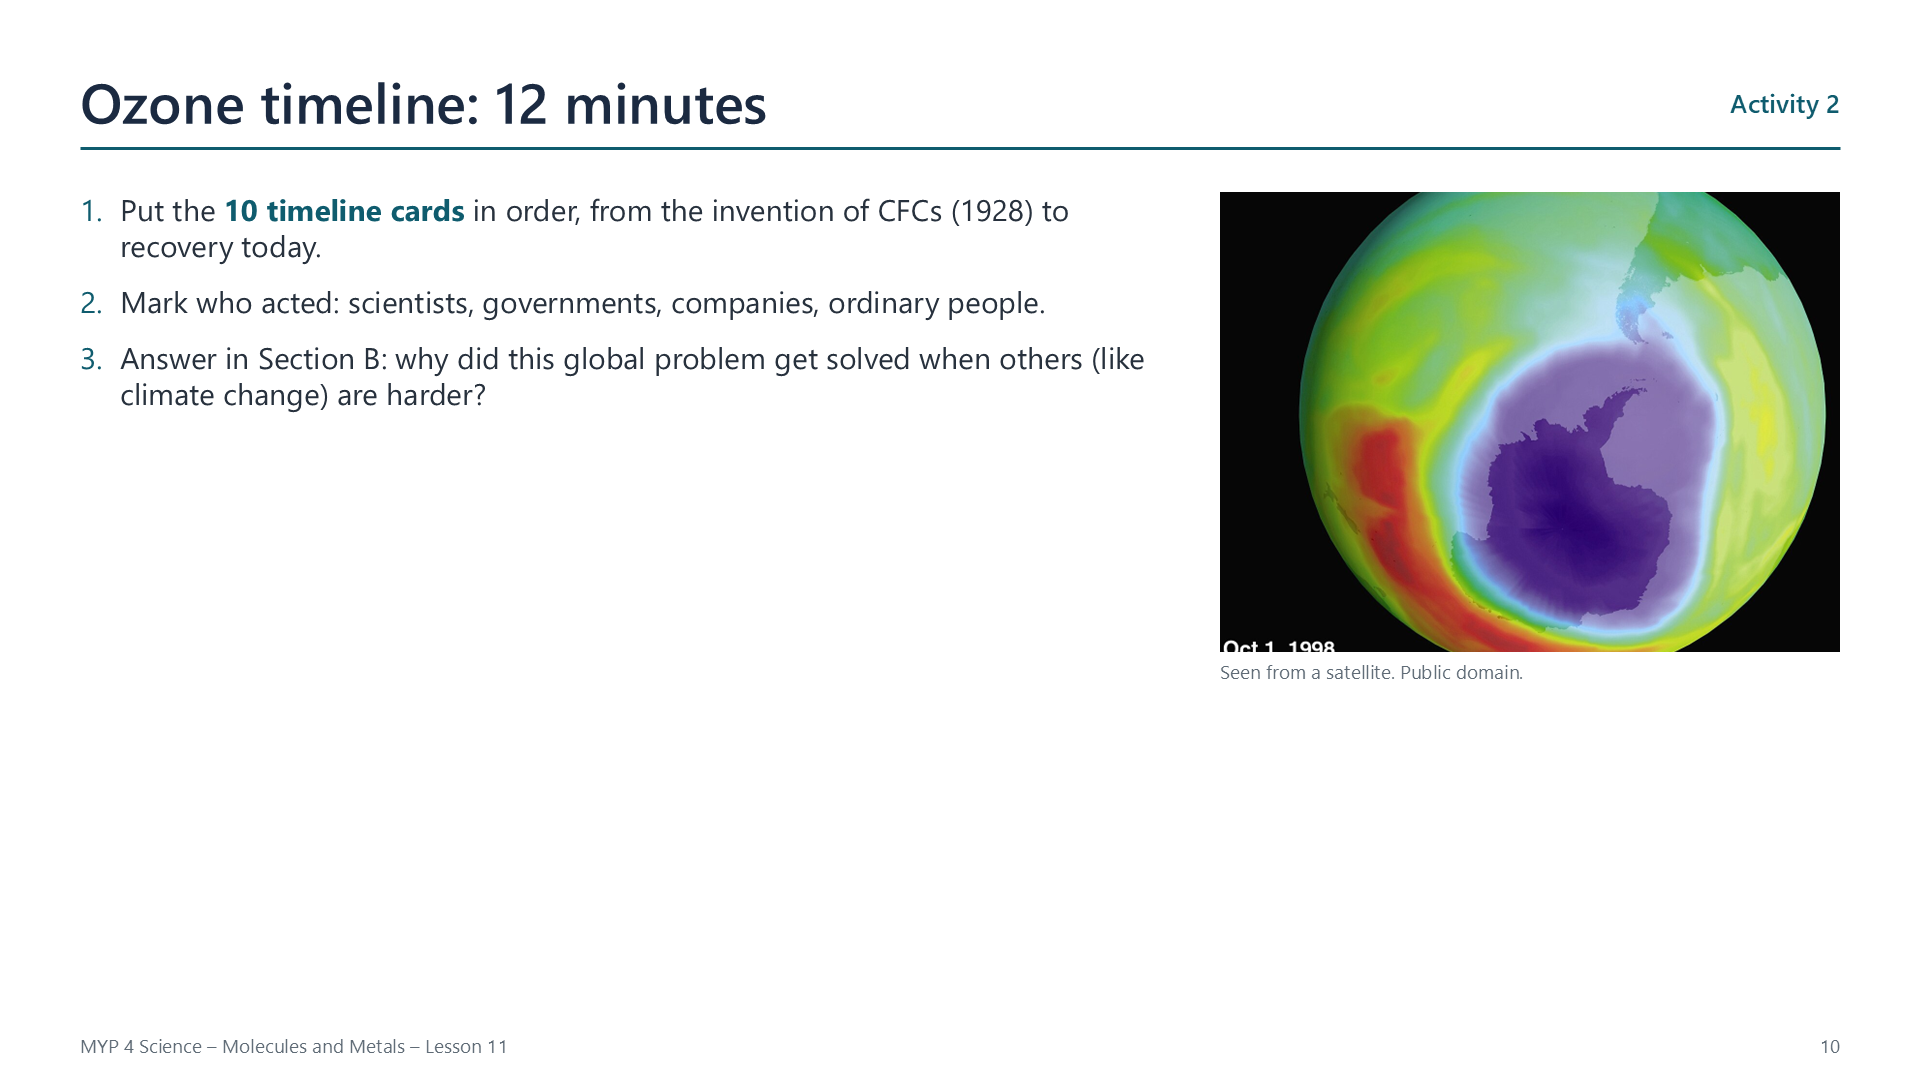 Ozone timeline: 12 minutes
Activity 2
1. Put the 10 timeline cards in order, from the invention of CFCs (1928) to
recovery today.
2. Mark who acted: scientists, governments, companies, ordinary people.
3. Answer in Section B: why did this global problem get solved when others (like
climate change) are harder?
Oct 1, 1998
Seen from a satellite. Public domain.
MYP 4 Science – Molecules and Metals – Lesson 11
10